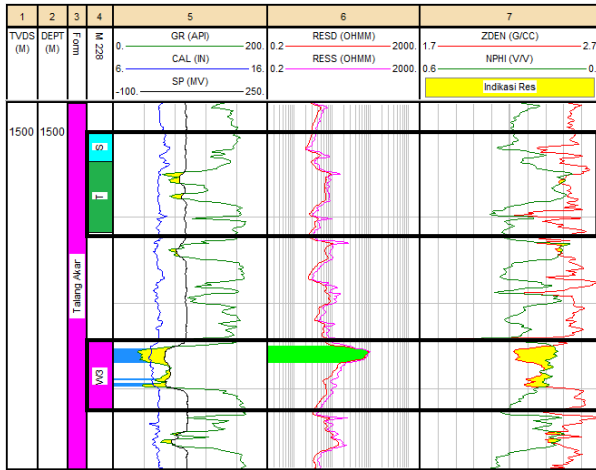 1 2 3 4 5 6 7
TVDS (M) DEPT (M) Form M 228
GR (API)
0. 200.
CAL (IN)
6. 16.
SP (MV)
-100. 250.
RESD (OHMM)
0.2 2000.
RESS (OHMM)
0.2 2000.
ZDEN (G/CC)
1.7 2.7
NPHI (V/V)
0.6 0.
Indikasi Res
1500 1500
S
T
Talang Akar
W3